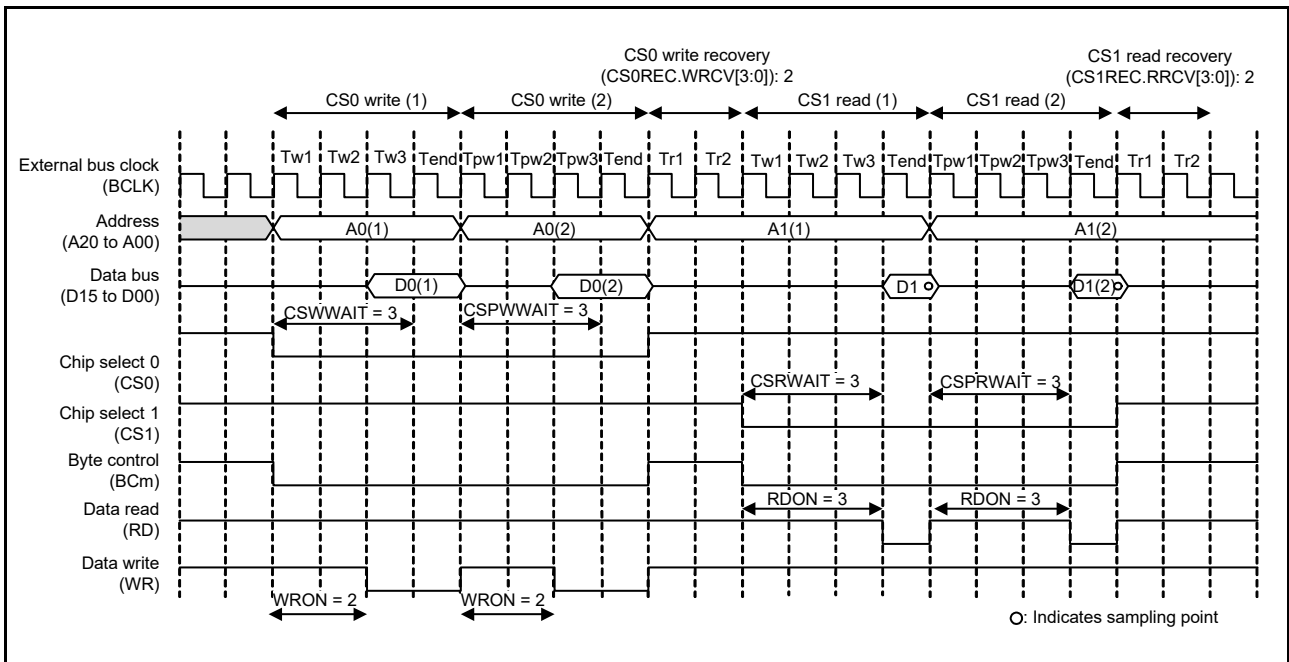 CS0 write recovery
(CS0REC.WRCV[3:0]): 2
CS1 read recovery
(CS1REC.RRCV[3:0]): 2
CS0 write (1) CS0 write (2) CS1 read (1) CS1 read (2)
Tw1 Tw2 Tw3 Tend Tpw1 Tpw2 Tpw3 Tend Tr1 Tr2 Tw1 Tw2 Tw3 Tend Tpw1 Tpw2 Tpw3 Tend Tr1 Tr2
External bus clock
(BCLK)
Address
(A20 to A00)
A0(1) A0(2) A1(1) A1(2)
Data bus
(D15 to D00)
D0(1) D0(2) D1 D1(2)
CSWWAIT = 3 CSPWWAIT = 3
Chip select 0
(CS0)
CSRWAIT = 3 CSPRWAIT = 3
Chip select 1
(CS1)
Byte control
(BCm)
RDON = 3 RDON = 3
Data read
(RD)
Data write
(WR)
WRON = 2 WRON = 2
O: Indicates sampling point